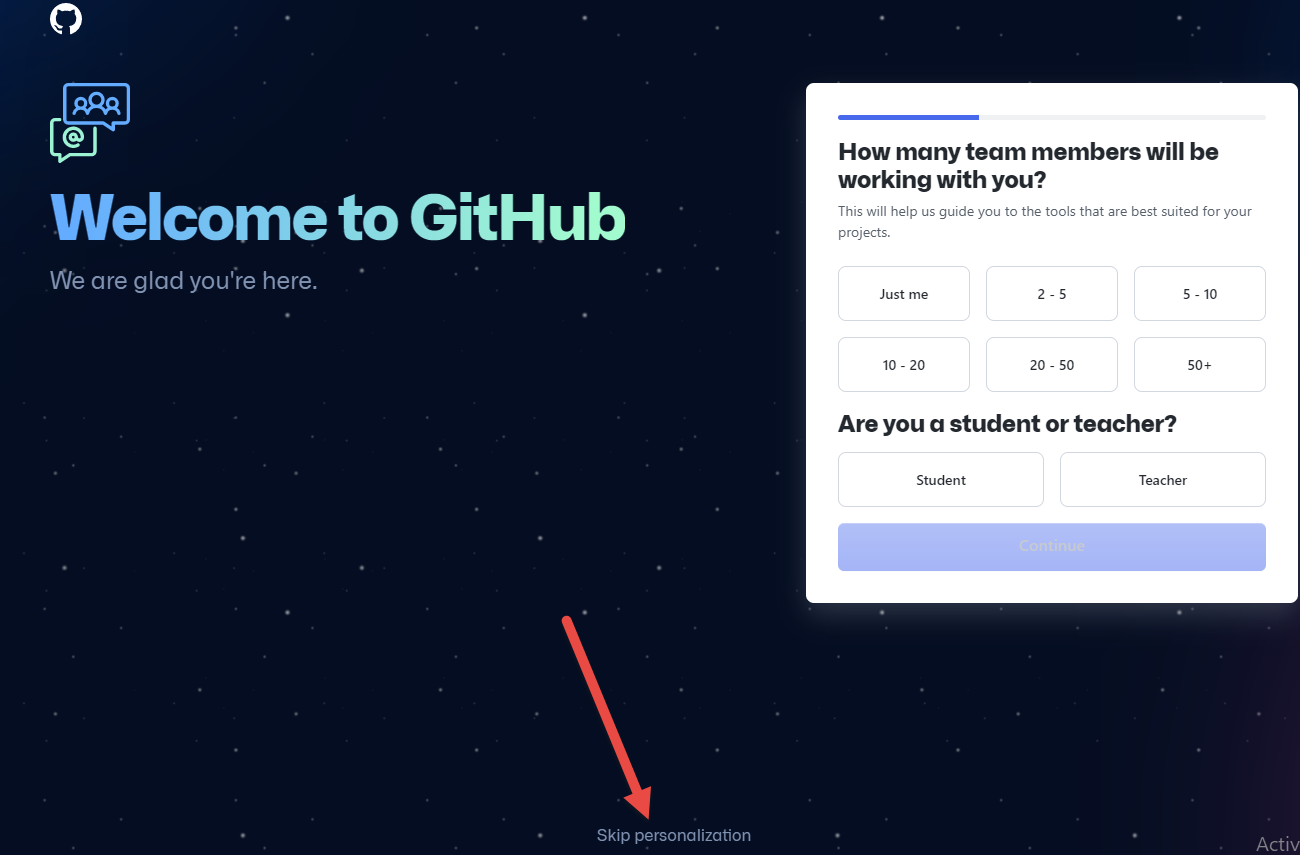 @
Welcome to GitHub
We are glad you're here.
How many team members will be
working with you?
This will help us guide you to the tools that are best suited for your
projects.
Just me
2 - 5
5 - 10
10 - 20
20 - 50
50+
Are you a student or teacher?
Student
Teacher
Continue
Skip personalization
Activ